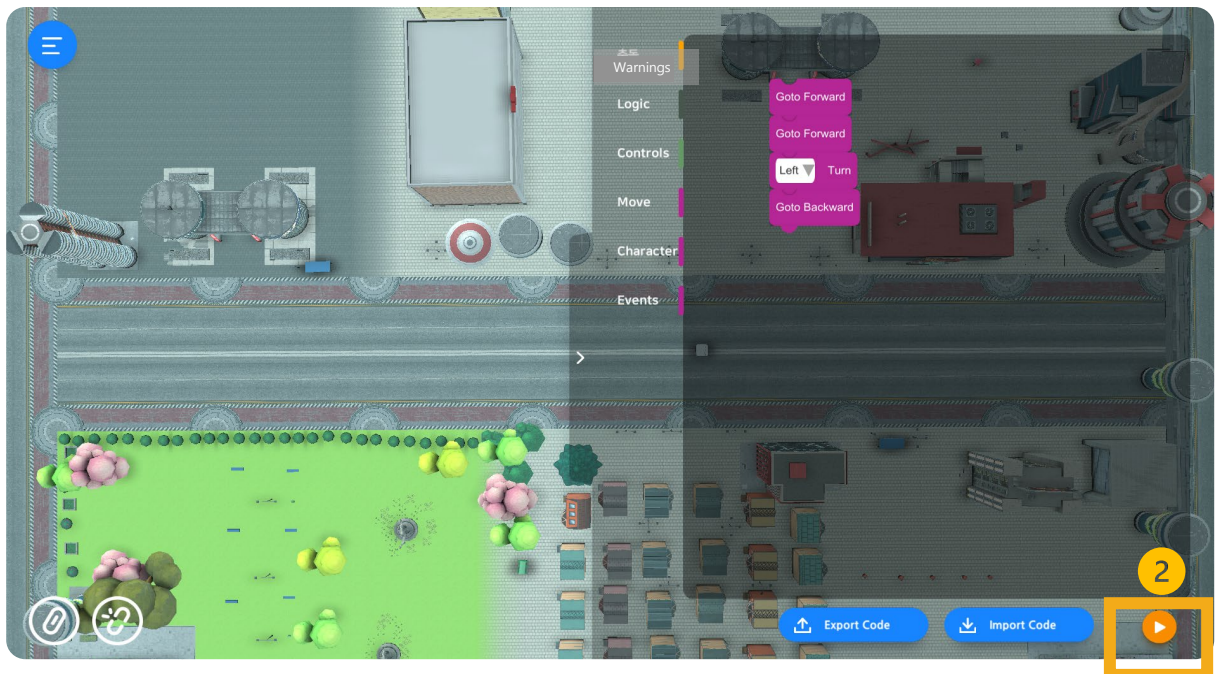 Warnings
Logic
Controls
Move
Character
Events
Goto Forward
Goto Forward
Left Turn
Goto Backward
2
Export Code
Import Code